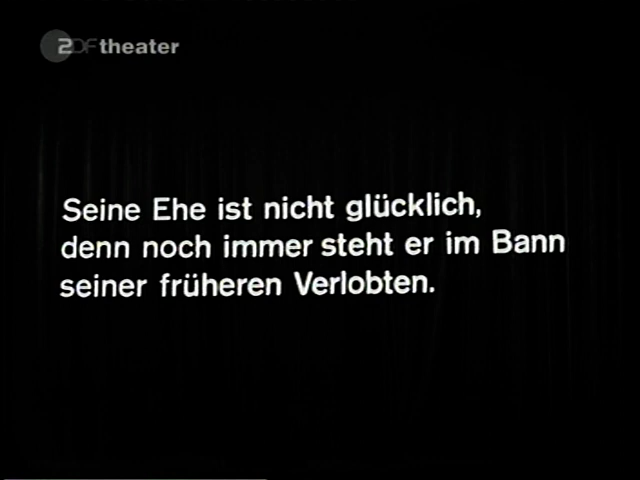 ZDFtheater
Seine Ehe ist nicht glücklich,
denn noch immer steht er im Bann
seiner früheren Verlobten.